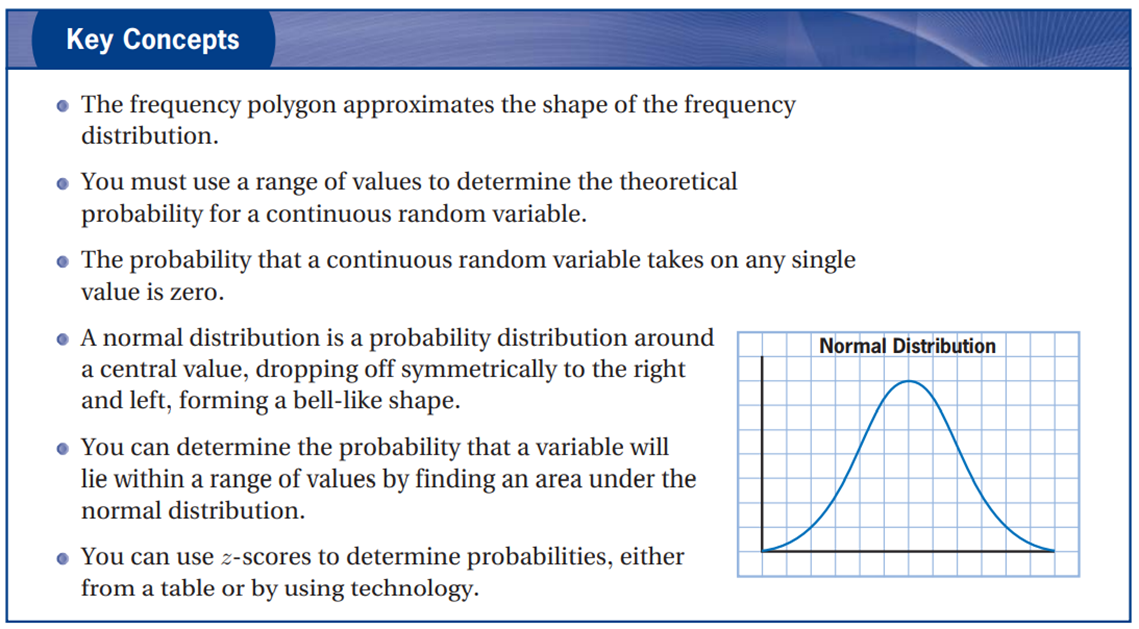 Key Concepts
The frequency polygon approximates the shape of the frequency
distribution.
You must use a range of values to determine the theoretical
probability for a continuous random variable.
The probability that a continuous random variable takes on any single
value is zero.
A normal distribution is a probability distribution around
a central value, dropping off symmetrically to the right
and left, forming a bell-like shape.
You can determine the probability that a variable will
lie within a range of values by finding an area under the
normal distribution.
You can use z-scores to determine probabilities, either
from a table or by using technology.
Normal Distribution